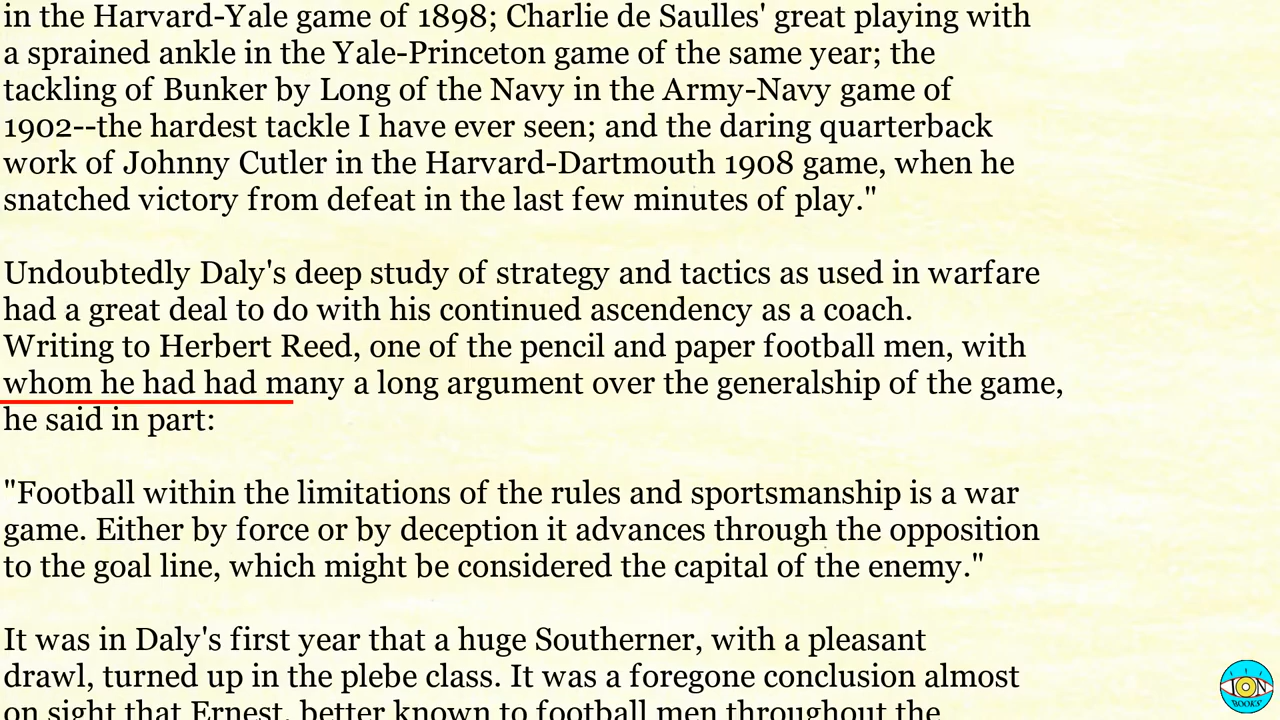 in the Harvard-Yale game of 1898; Charlie de Saulles' great playing with
a sprained ankle in the Yale-Princeton game of the same year; the
tackling of Bunker by Long of the Navy in the Army-Navy game of
1902--the hardest tackle I have ever seen; and the daring quarterback
work of Johnny Cutler in the Harvard-Dartmouth 1908 game, when he
snatched victory from defeat in the last few minutes of play."
Undoubtedly Daly's deep study of strategy and tactics as used in warfare
had a great deal to do with his continued ascendency as a coach.
Writing to Herbert Reed, one of the pencil and paper football men, with
whom he had had many a long argument over the generalship of the game,
he said in part:
"Football within the limitations of the rules and sportsmanship is a war
game. Either by force or by deception it advances through the opposition
to the goal line, which might be considered the capital of the enemy."
It was in Daly's first year that a huge Southerner, with a pleasant
drawl, turned up in the plebe class. It was a foregone conclusion almost
on sight that Ernest, better known to football men throughout the
ION
BOOKS